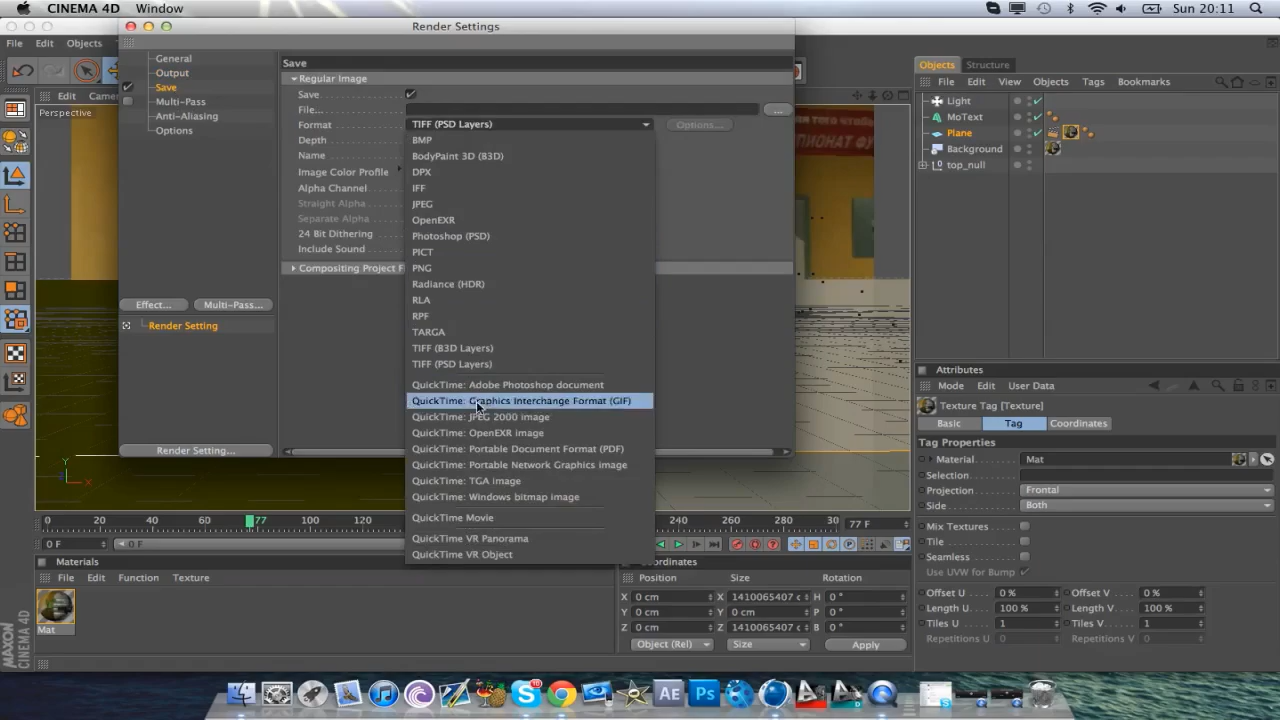 CINEMA 4D Window Sun 20:11
Render Settings
File Edit Objects
Edit Camer
Perspective
General
Output
Save
Multi-Pass
Anti-Aliasing
Options
Effect... Multi-Pass...
Render Setting
Render Setting...
Save
Regular Image
Save
File...
Format TIFF (PSD Layers) Options...
Depth
Name
Image Color Profile
Alpha Channel
Straight Alpha
Separate Alpha
24 Bit Dithering
Include Sound
Compositing Project F
BMP
BodyPaint 3D (B3D)
DPX
IFF
JPEG
OpenEXR
Photoshop (PSD)
PICT
PNG
Radiance (HDR)
RLA
RPF
TARGA
TIFF (B3D Layers)
TIFF (PSD Layers)
QuickTime: Adobe Photoshop document
QuickTime: Graphics Interchange Format (GIF)
QuickTime: JPEG 2000 image
QuickTime: OpenEXR image
QuickTime: Portable Document Format (PDF)
QuickTime: Portable Network Graphics image
QuickTime: TGA image
QuickTime: Windows bitmap image
QuickTime Movie
QuickTime VR Panorama
QuickTime VR Object
Objects Structure
File Edit View Objects Tags Bookmarks
Light
MoText
Plane
Background
top_null
Attributes
Mode Edit User Data
Texture Tag [Texture]
Basic Tag Coordinates
Tag Properties
Material Mat
Selection
Projection Frontal
Side Both
Mix Textures
Tile
Seamless
Use UVW for Bump
Offset U 0 % Offset V 0 %
Length U 100 % Length V 100 %
Tiles U 1 Tiles V 1
Repetitions U 0 Repetitions V 0
Y
X
0 20 40 60 77 100 120 240 260 280 30 77 F
0 F 0 F
Materials
File Edit Function Texture
Mat
MAXON
CINEMA 4D
oordinates
Position Size Rotation
X 0 cm X 1410065407 c H 0 °
Y 0 cm Y 0 cm P 0 °
Z 0 cm Z 1410065407 c B 0 °
Object (Rel) Size Apply
AE Ps